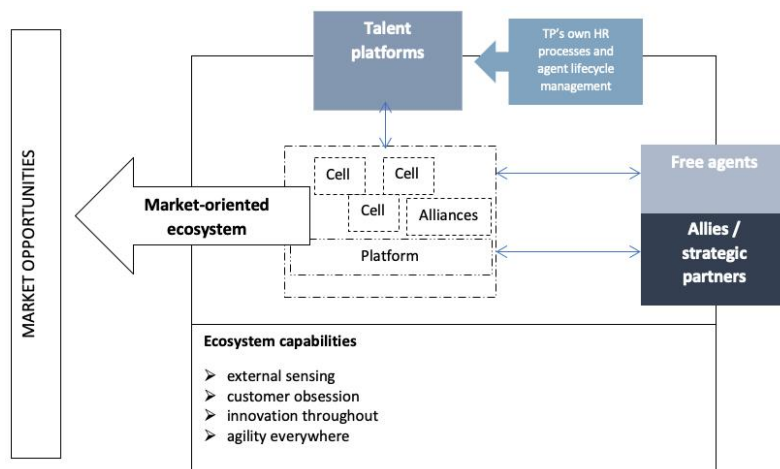 Talent
platforms
TP's own HR
processes and
agent lifecycle
management
MARKET OPPORTUNITIES
Market-oriented
ecosystem
Cell
Cell
Cell
Alliances
Platform
Free agents
Allies /
strategic
partners
Ecosystem capabilities
➢ external sensing
➢ customer obsession
➢ innovation throughout
➢ agility everywhere